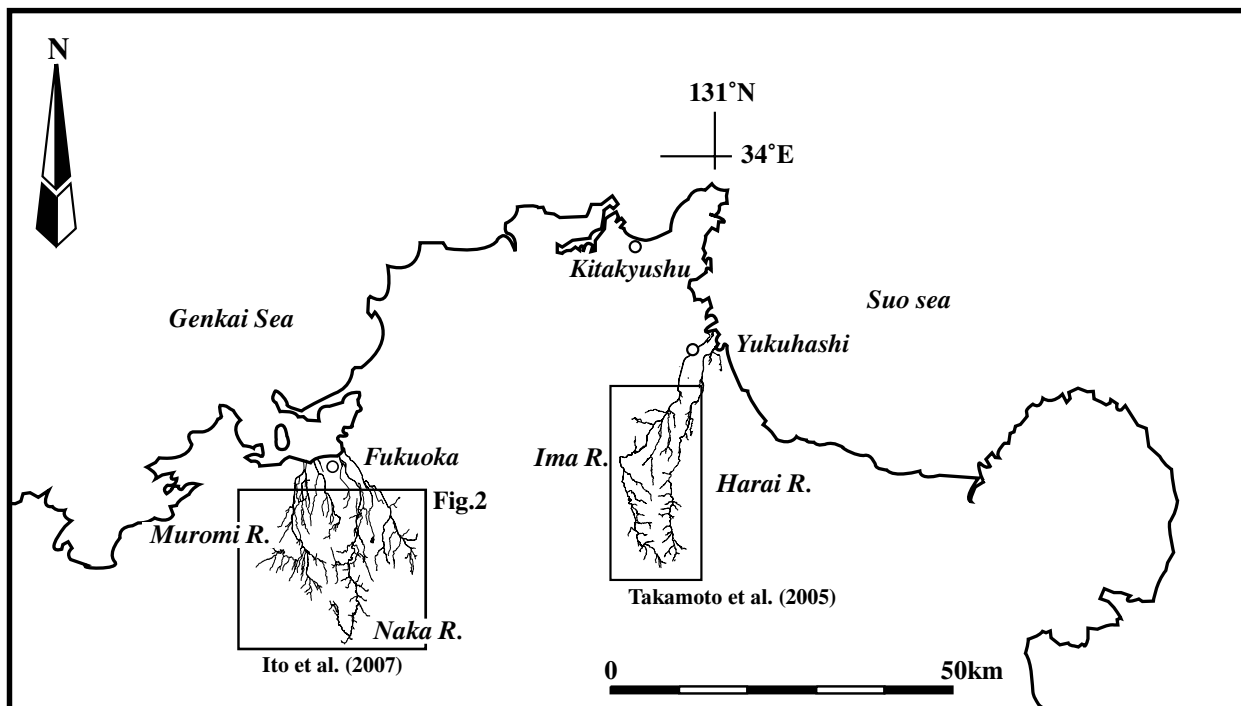 N
131°N
34°E
Kitakyushu
Genkai Sea
Suo sea
Yukuhashi
Fukuoka
Ima R.
Harai R.
Fig.2
Muromi R.
Takamoto et al. (2005)
Naka R.
Ito et al. (2007)
0
50km